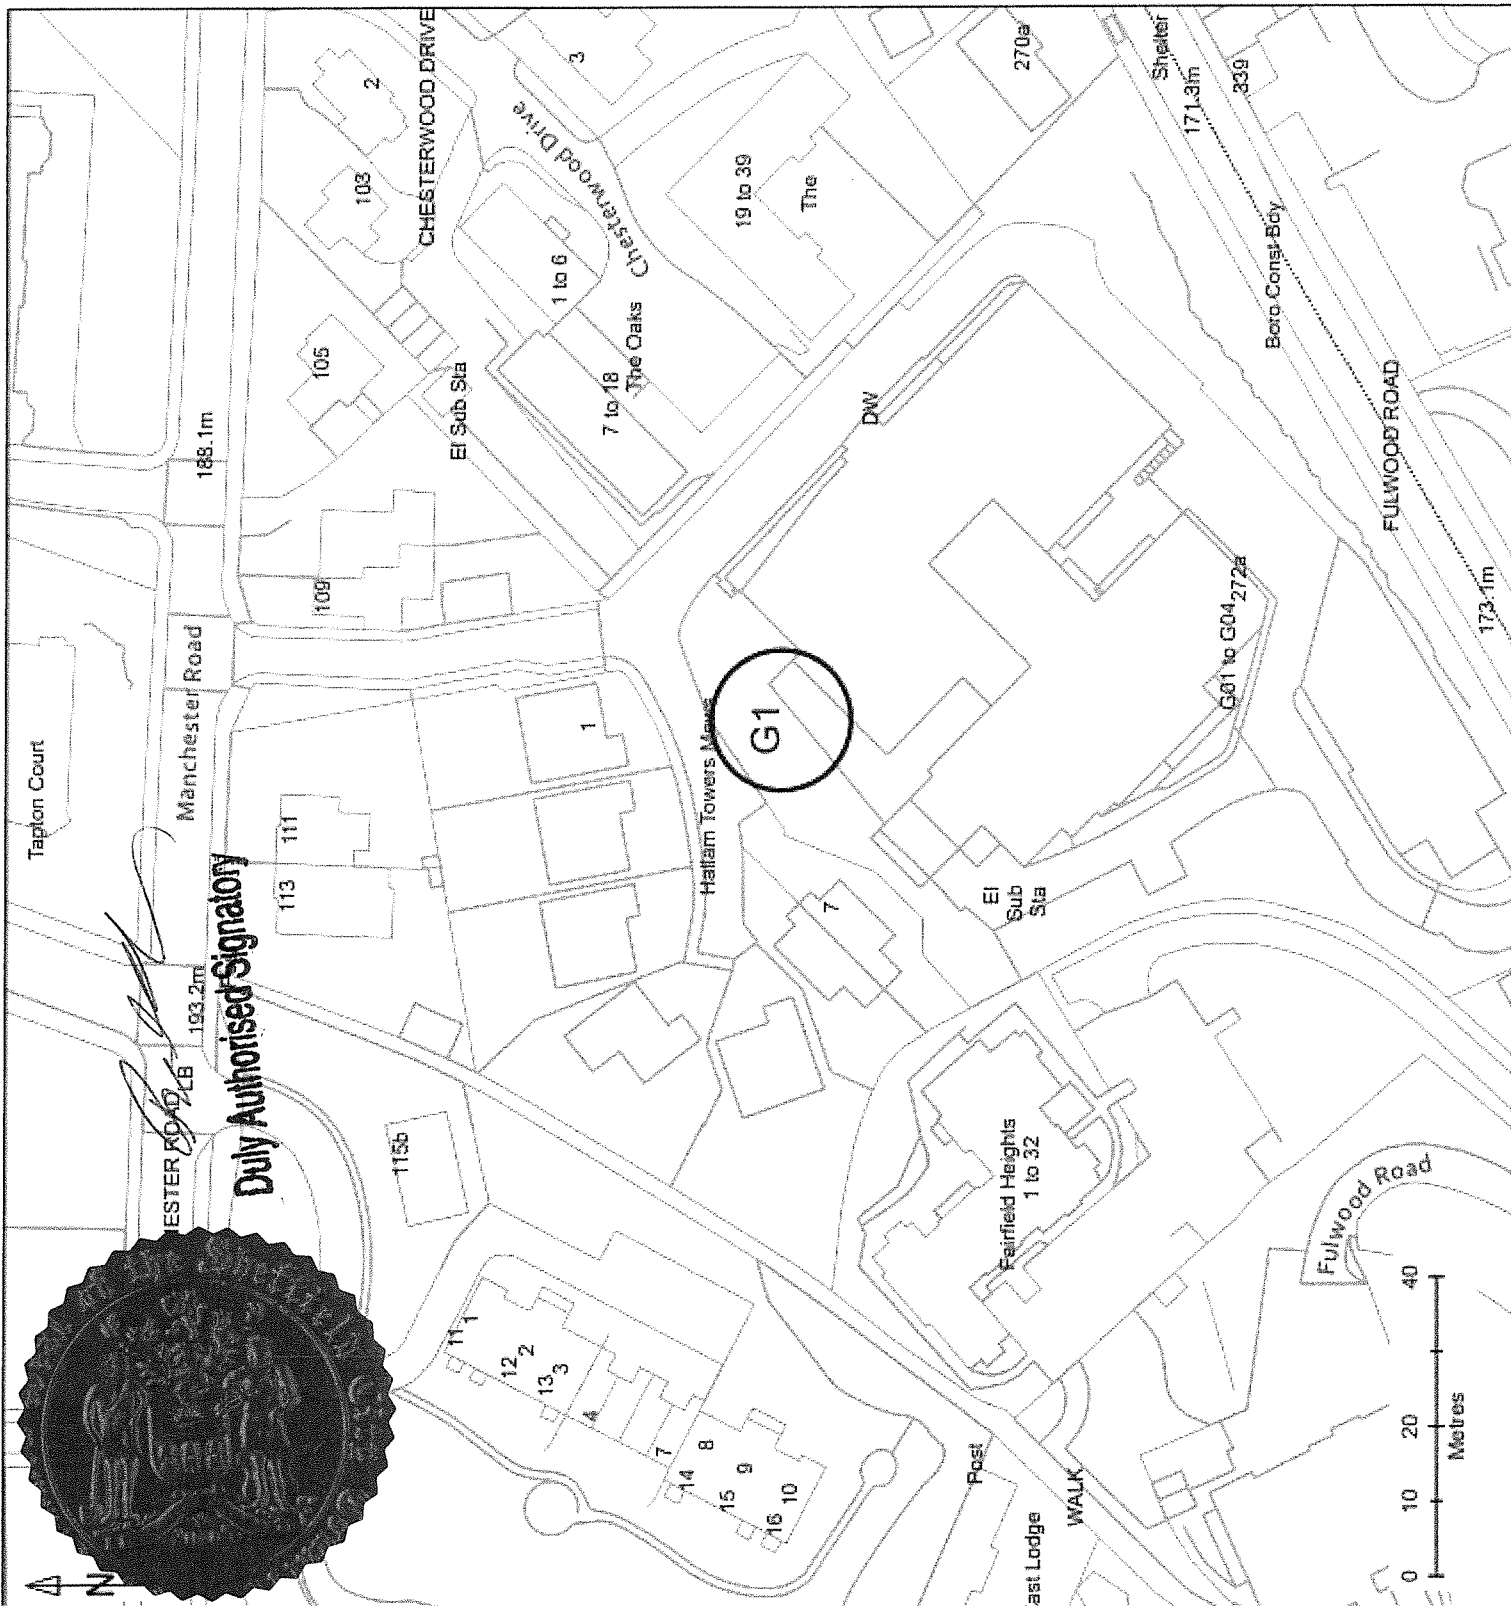 Tapton Court
Manchester Road
188.1m
193.2m
LB
ESTER ROAD
Duly Authorised Signatory
2
3
103
105
109
111
113
115b
CHESTERWOOD DRIVE
Chesterwood Drive
1 to 6
The Oaks
7 to 18
El Sub Sta
19 to 39
The
270a
Shelter
171.3m
339
Boro Const Bdy
FULWOOD ROAD
173.1m
DW
272a
G01 to G04
G1
Hallam Towers Mews
1
7
El
Sub
Sta
Fairfield Heights
1 to 32
Fulwood Road
11
1
12
2
13
3
4
7
14
8
15
9
16
10
Post
WALK
ast Lodge
N
0 10 20 40
Metres